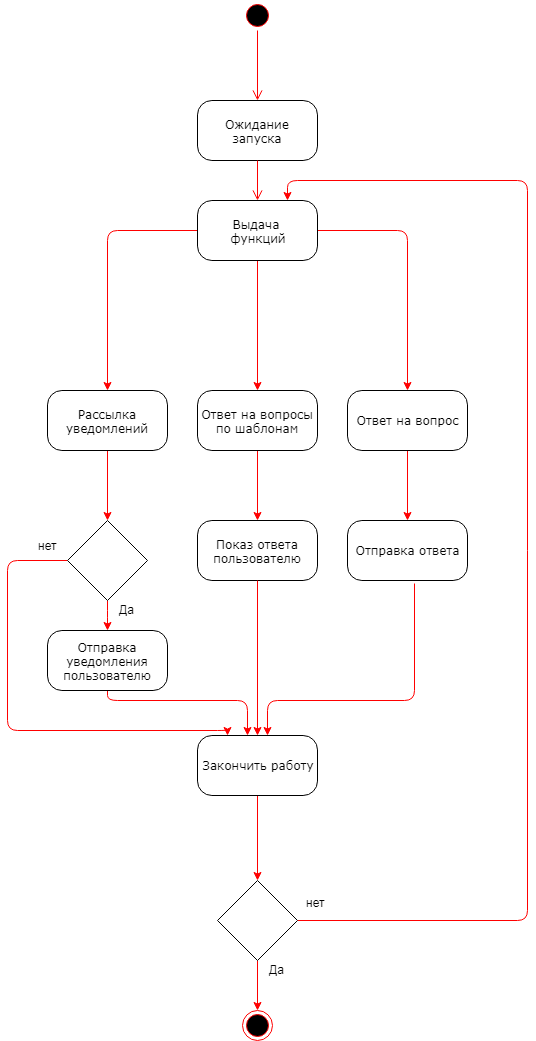 Ожидание
запуска
Выдача
функций
Рассылка
уведомлений
Ответ на вопросы
по шаблонам
Ответ на вопрос
нет
Показ ответа
пользователю
Отправка ответа
Да
Отправка
уведомления
пользователю
Закончить работу
нет
Да